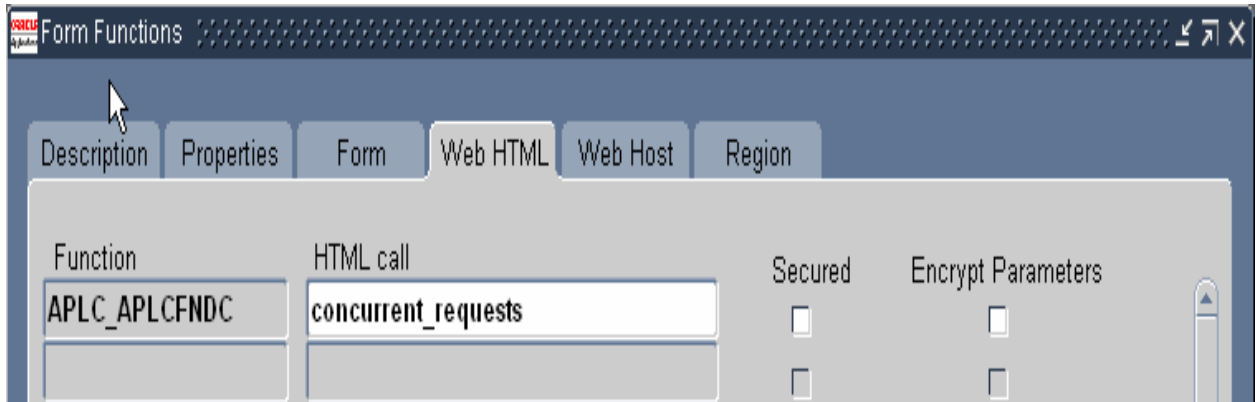 Form Functions
Description Properties Form Web HTML Web Host Region
Function HTML call Secured Encrypt Parameters
APLC_APLCFNDC concurrent_requests